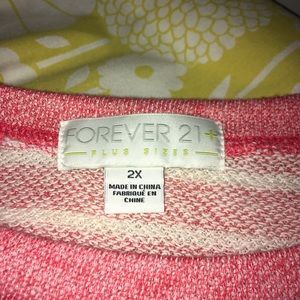 FOREVER 21+
PLUS SIZES
2X
MADE IN CHINA
FABRIQUÉ EN
CHINE